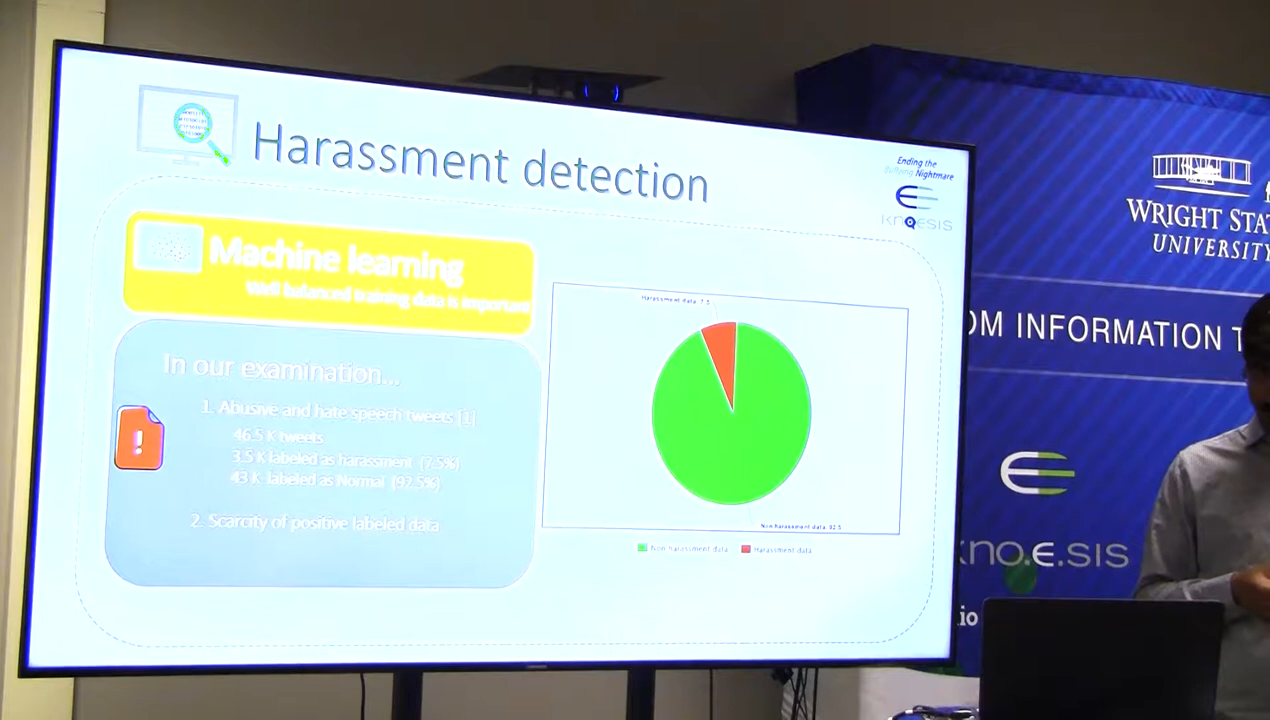 Harassment detection
Ending the
Bullying Nightmare
KNOESIS
Machine learning
Well balanced training data is important
In our examination...
1. Abusive and hate speech tweets [1]
46.5 K tweets
3.5 K labeled as harassment (7.5%)
43 K labeled as Normal (92.5%)
2. Scarcity of positive labeled data
Harassment data: 7.5
Non harassment data: 92.5
Non harassment data
Harassment data
WRIGHT STA
UNIVERSITY
OM INFORMATION T
kno.e.sis
io